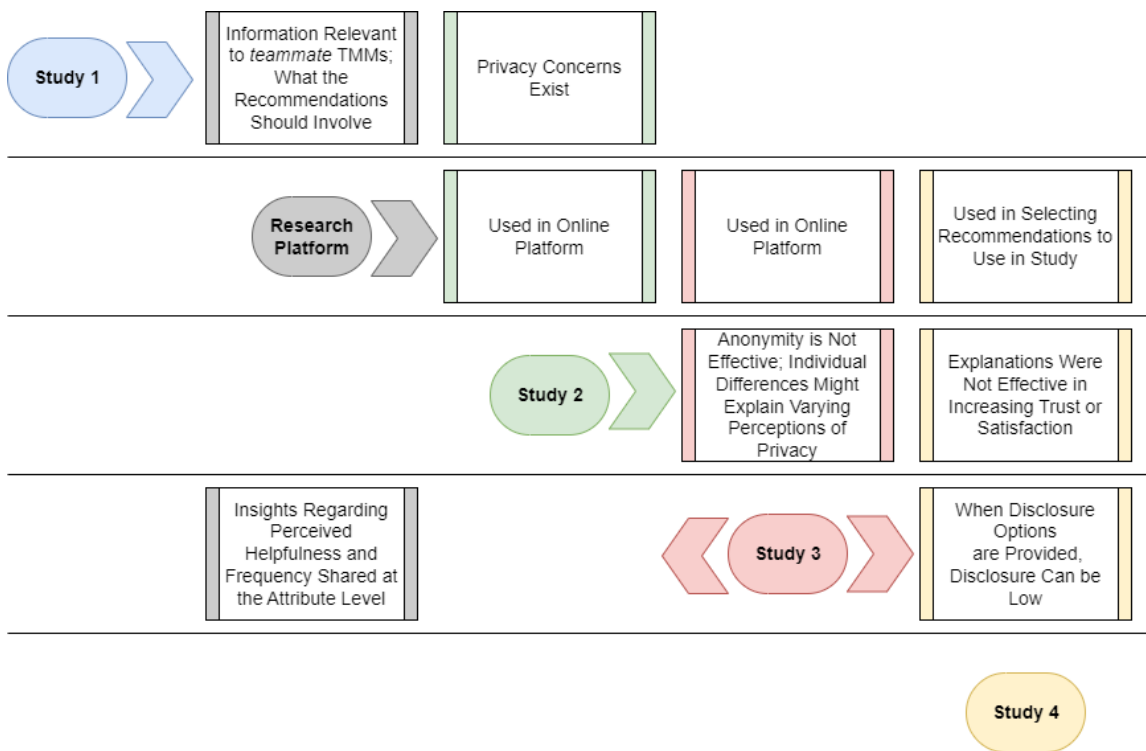 Study 1
Information Relevant
to teammate TMMs;
What the
Recommendations
Should Involve
Privacy Concerns
Exist
Research
Platform
Used in Online
Platform
Used in Online
Platform
Used in Selecting
Recommendations to
Use in Study
Study 2
Anonymity is Not
Effective; Individual
Differences Might
Explain Varying
Perceptions of
Privacy
Explanations Were
Not Effective in
Increasing Trust or
Satisfaction
Insights Regarding
Perceived
Helpfulness and
Frequency Shared at
the Attribute Level
Study 3
When Disclosure
Options
are Provided,
Disclosure Can be
Low
Study 4